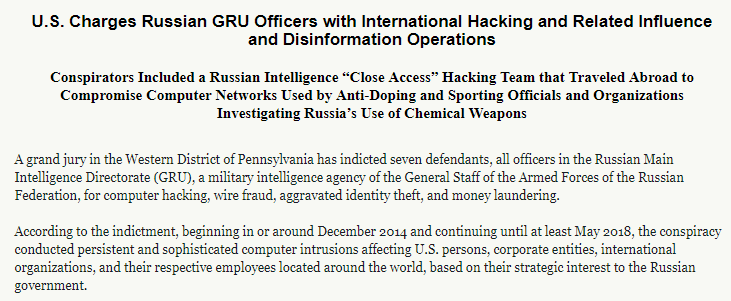 U.S. Charges Russian GRU Officers with International Hacking and Related Influence
and Disinformation Operations
Conspirators Included a Russian Intelligence “Close Access” Hacking Team that Traveled Abroad to
Compromise Computer Networks Used by Anti-Doping and Sporting Officials and Organizations
Investigating Russia’s Use of Chemical Weapons
A grand jury in the Western District of Pennsylvania has indicted seven defendants, all officers in the Russian Main
Intelligence Directorate (GRU), a military intelligence agency of the General Staff of the Armed Forces of the Russian
Federation, for computer hacking, wire fraud, aggravated identity theft, and money laundering.
According to the indictment, beginning in or around December 2014 and continuing until at least May 2018, the conspiracy
conducted persistent and sophisticated computer intrusions affecting U.S. persons, corporate entities, international
organizations, and their respective employees located around the world, based on their strategic interest to the Russian
government.